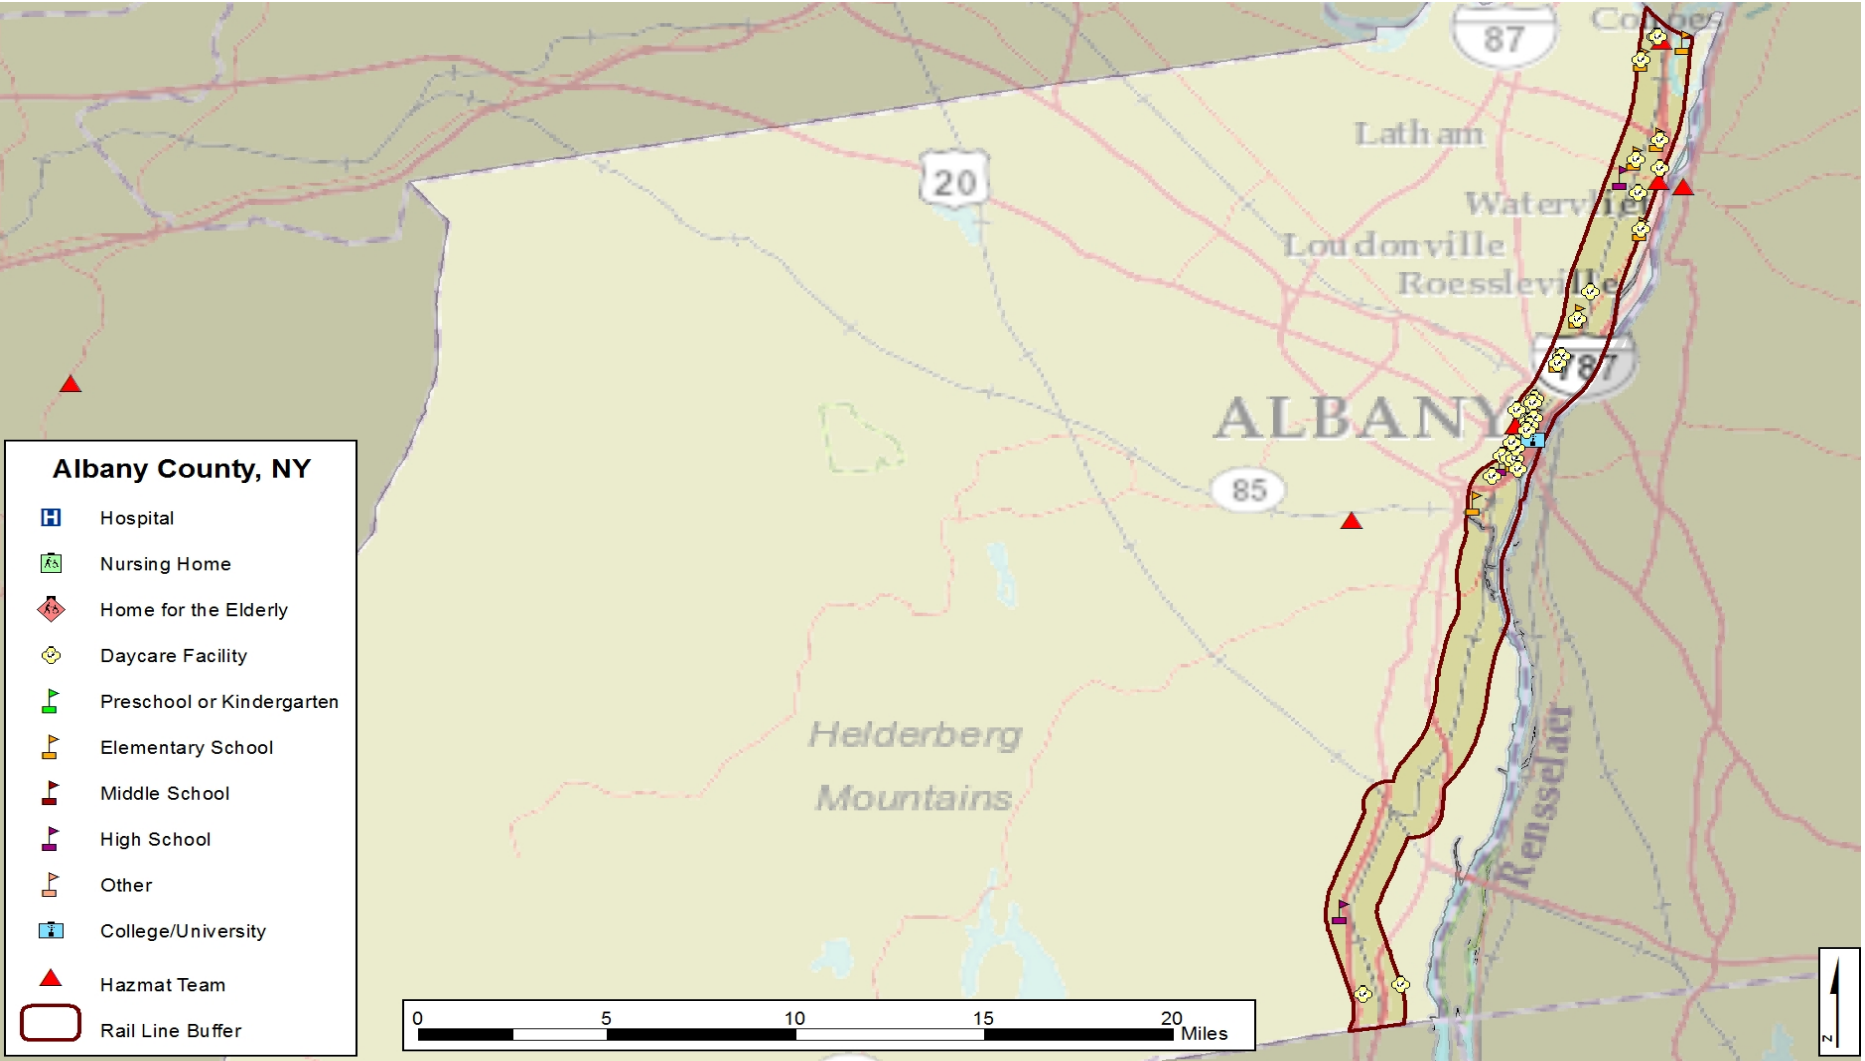 Cohoes
87
Latham
20
Watervliet
Loudonville
Roessleville
787
ALBANY
85
Albany County, NY
H Hospital
Nursing Home
Home for the Elderly
Daycare Facility
Preschool or Kindergarten
Elementary School
Middle School
High School
Other
College/University
Hazmat Team
Rail Line Buffer
Helderberg
Mountains
Rensselaer
0 5 10 15 20
Miles
N